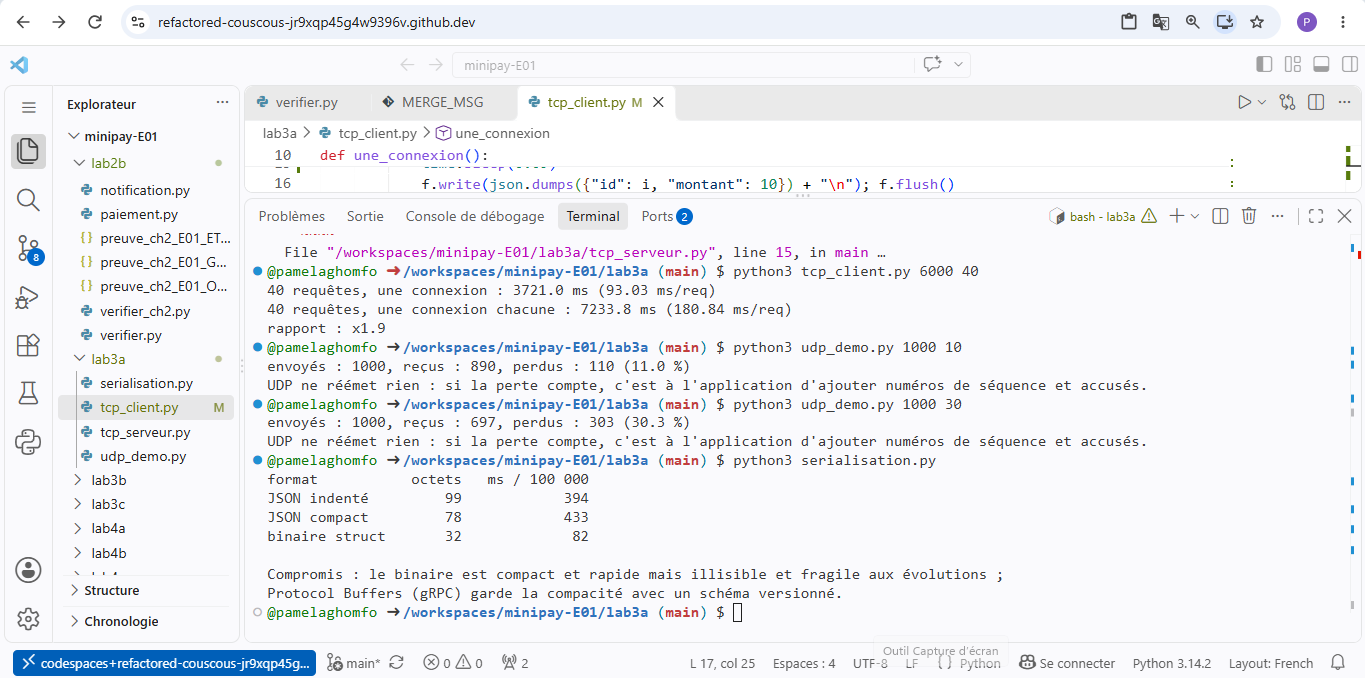 refactored-couscous-jr9xqp45g4w9396v.github.dev
P
minipay-E01
Explorateur
minipay-E01
lab2b
notification.py
paiement.py
preuve_ch2_E01_ET...
preuve_ch2_E01_G...
preuve_ch2_E01_O...
verifier_ch2.py
verifier.py
lab3a
serialisation.py
tcp_client.py M
tcp_serveur.py
udp_demo.py
lab3b
lab3c
lab4a
lab4b
Structure
Chronologie
8
verifier.py
MERGE_MSG
tcp_client.py M
lab3a > tcp_client.py > une_connexion
10 def une_connexion():
16 f.write(json.dumps({"id": i, "montant": 10}) + "\n"); f.flush()
Problèmes Sortie Console de débogage Terminal Ports 2
bash - lab3a
File "/workspaces/minipay-E01/lab3a/tcp_serveur.py", line 15, in main …
@pamelaghomfo ➜ /workspaces/minipay-E01/lab3a (main) $ python3 tcp_client.py 6000 40
40 requêtes, une connexion : 3721.0 ms (93.03 ms/req)
40 requêtes, une connexion chacune : 7233.8 ms (180.84 ms/req)
rapport : x1.9
@pamelaghomfo ➜ /workspaces/minipay-E01/lab3a (main) $ python3 udp_demo.py 1000 10
envoyés : 1000, reçus : 890, perdus : 110 (11.0 %)
UDP ne réémet rien : si la perte compte, c'est à l'application d'ajouter numéros de séquence et accusés.
@pamelaghomfo ➜ /workspaces/minipay-E01/lab3a (main) $ python3 udp_demo.py 1000 30
envoyés : 1000, reçus : 697, perdus : 303 (30.3 %)
UDP ne réémet rien : si la perte compte, c'est à l'application d'ajouter numéros de séquence et accusés.
@pamelaghomfo ➜ /workspaces/minipay-E01/lab3a (main) $ python3 serialisation.py
format octets ms / 100 000
JSON indenté 99 394
JSON compact 78 433
binaire struct 32 82
Compromis : le binaire est compact et rapide mais illisible et fragile aux évolutions ;
Protocol Buffers (gRPC) garde la compacité avec un schéma versionné.
@pamelaghomfo ➜ /workspaces/minipay-E01/lab3a (main) $
Outil Capture d'écran
codespaces+refactored-couscous-jr9xqp45g... main* 0 0 2 L 17, col 25 Espaces : 4 UTF-8 LF Python Se connecter Python 3.14.2 Layout: French